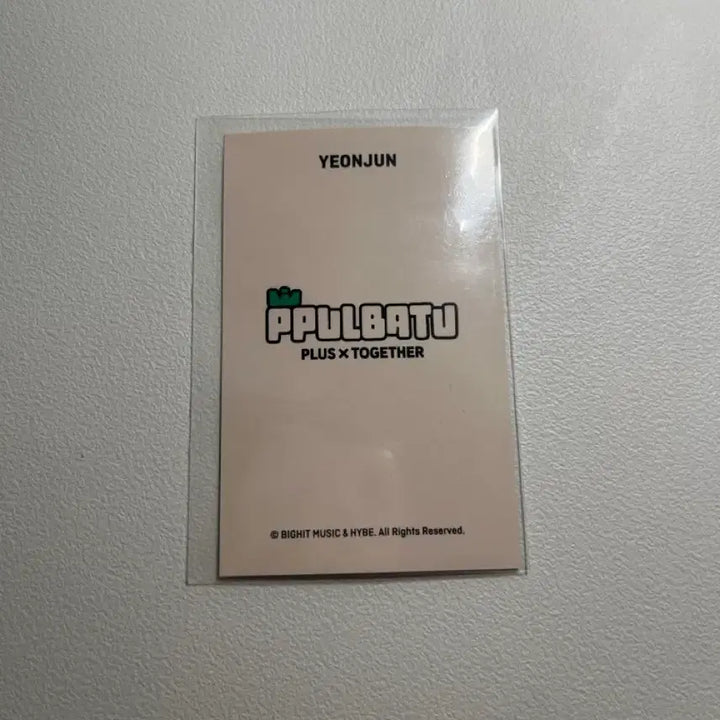 YEONJUN
PPULBATU
PLUS × TOGETHER
© BIGHIT MUSIC & HYBE. All Rights Reserved.